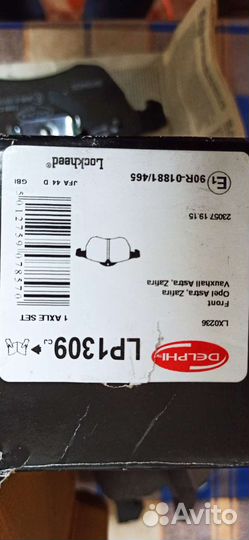 DELPHI
LP1309 CJ
1 AXLE SET
LX0236
Front
Opel Astra, Zafira
Vauxhall Astra, Zafira
23057 19.15
E1 90R-01881/465
Lockheed®
JFA 44 D
Avito